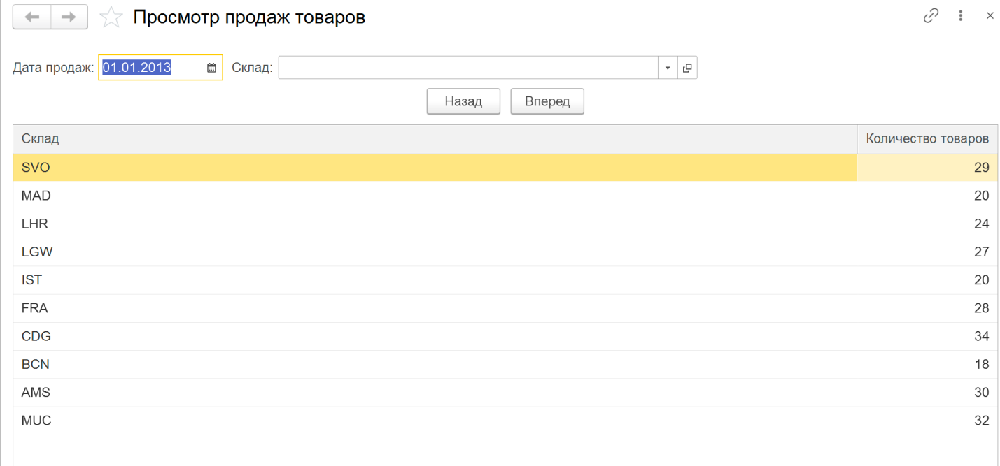 Просмотр продаж товаров
Дата продаж: 01.01.2013 Склад:
Назад Вперед
Склад Количество товаров
SVO 29
MAD 20
LHR 24
LGW 27
IST 20
FRA 28
CDG 34
BCN 18
AMS 30
MUC 32